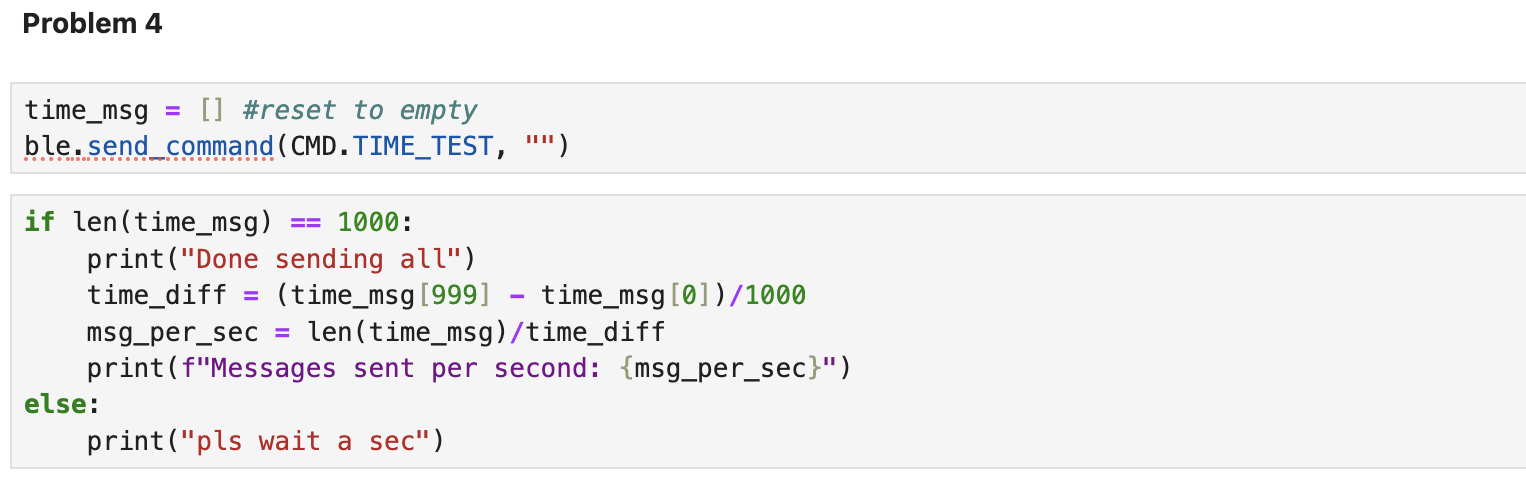 Problem 4
time_msg = [] #reset to empty
ble.send_command(CMD.TIME_TEST, "")
if len(time_msg) == 1000:
    print("Done sending all")
    time_diff = (time_msg[999] - time_msg[0])/1000
    msg_per_sec = len(time_msg)/time_diff
    print(f"Messages sent per second: {msg_per_sec}")
else:
    print("pls wait a sec")